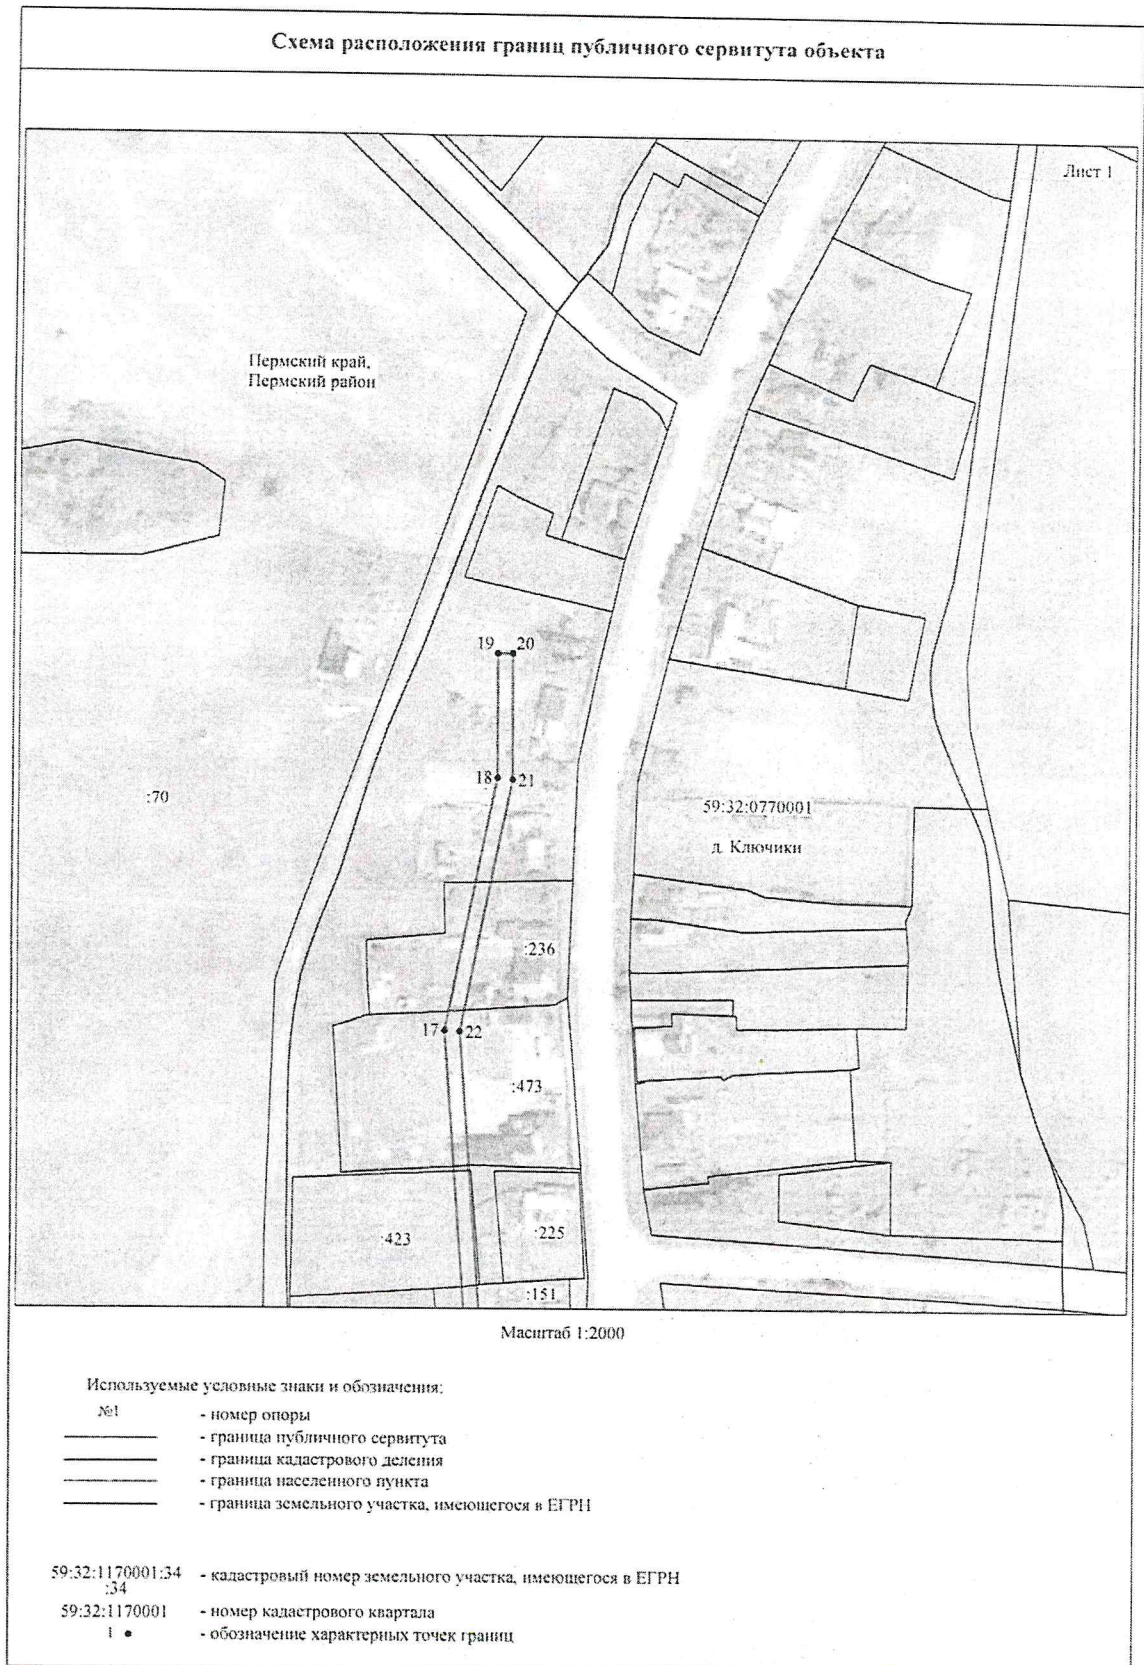 Схема расположения границ публичного сервитута объекта
Лист 1
Пермский край,
Пермский район
19 20
18 21
:70
59:32:0770001
д. Ключики
:236
17 22
:473
:423
:225
:151
Масштаб 1:2000
Используемые условные знаки и обозначения:
№1 - номер опоры
- граница публичного сервитута
- граница кадастрового деления
- граница населенного пункта
- граница земельного участка, имеющегося в ЕГРН
59:32:1170001:34 - кадастровый номер земельного участка, имеющегося в ЕГРН
:34
59:32:1170001 - номер кадастрового квартала
1 - обозначение характерных точек границ